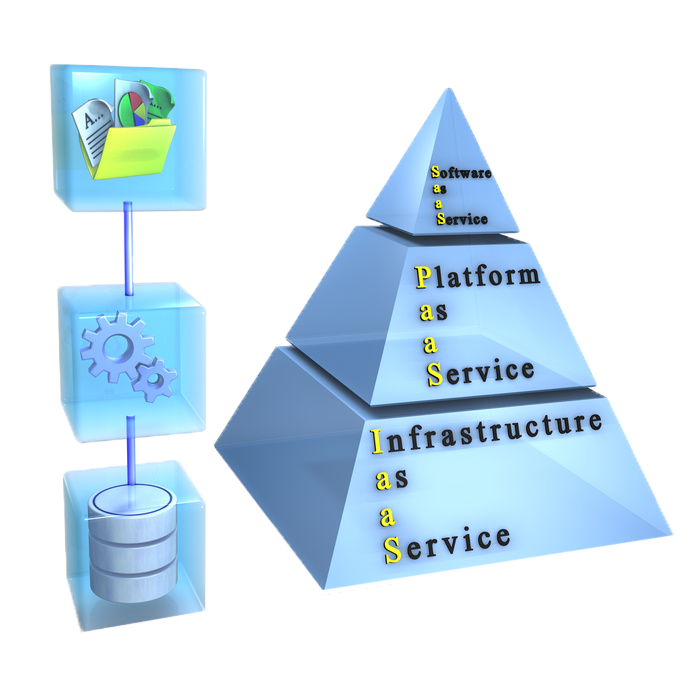 A...
Software
as
a
Service
Platform
as
a
Service
Infrastructure
as
a
Service